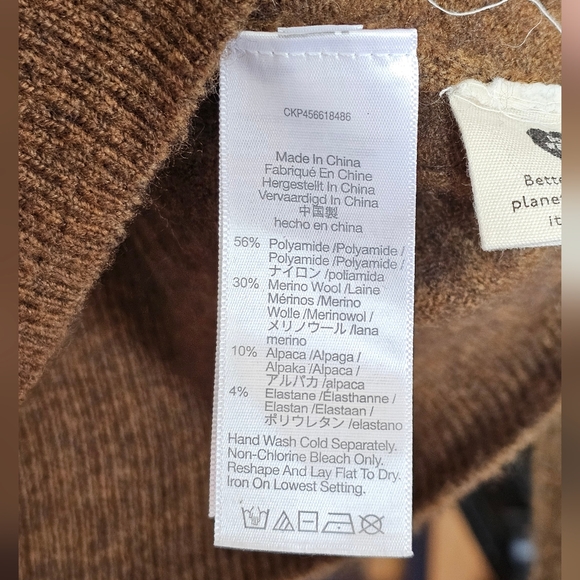 CKP456618486
Made In China
Fabriqué En Chine
Hergestellt In China
Vervaardigd In China
中国製
hecho en china
56% Polyamide /Polyamide/
Polyamide /Polyamide /
ナイロン /poliamida
30% Merino Wool /Laine
Mérinos /Merino
Wolle /Merinowol /
メリノウール /lana
merino
10% Alpaca /Alpaga /
Alpaka /Alpaca /
アルパカ /alpaca
4% Elastane /Élasthanne /
Elastan /Elastaan /
ポリウレタン /elastano
Hand Wash Cold Separately.
Non-Chlorine Bleach Only.
Reshape And Lay Flat To Dry.
Iron On Lowest Setting.
Bette
plane
it